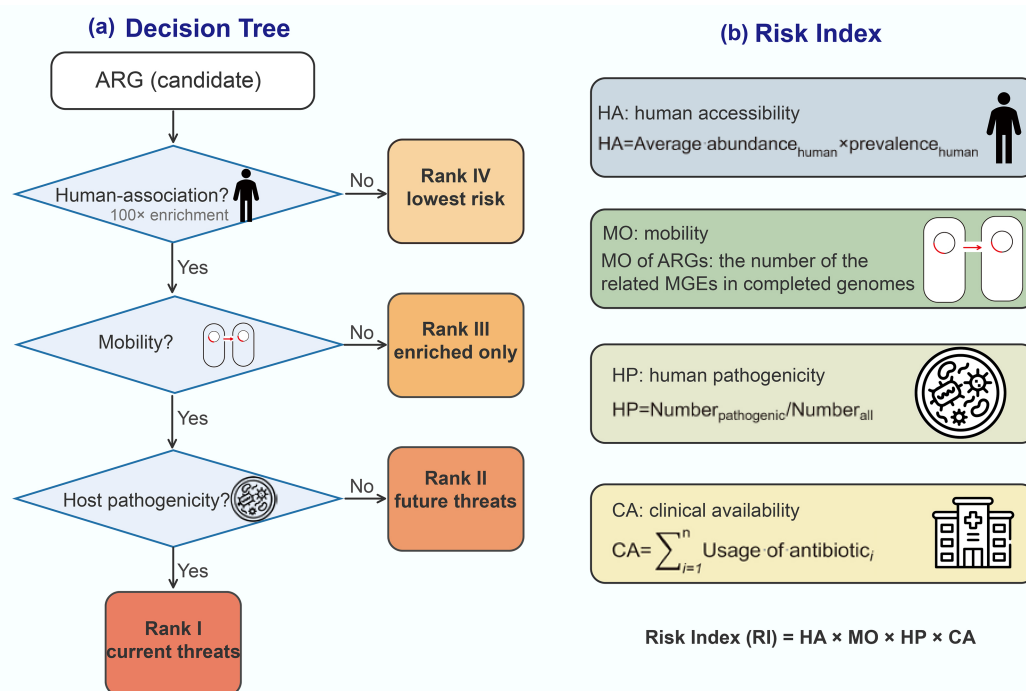 (a) Decision Tree
ARG (candidate)
Human-association?
100× enrichment
No
Rank IV
lowest risk
Yes
Mobility?
No
Rank III
enriched only
Yes
Host pathogenicity?
No
Rank II
future threats
Yes
Rank I
current threats
(b) Risk Index
HA: human accessibility
HA=Average abundancehuman×prevalencehuman
MO: mobility
MO of ARGs: the number of the
related MGEs in completed genomes
HP: human pathogenicity
HP=Numberpathogenic/Numberall
CA: clinical availability
CA=∑ni=1 Usage of antibiotici
Risk Index (RI) = HA × MO × HP × CA